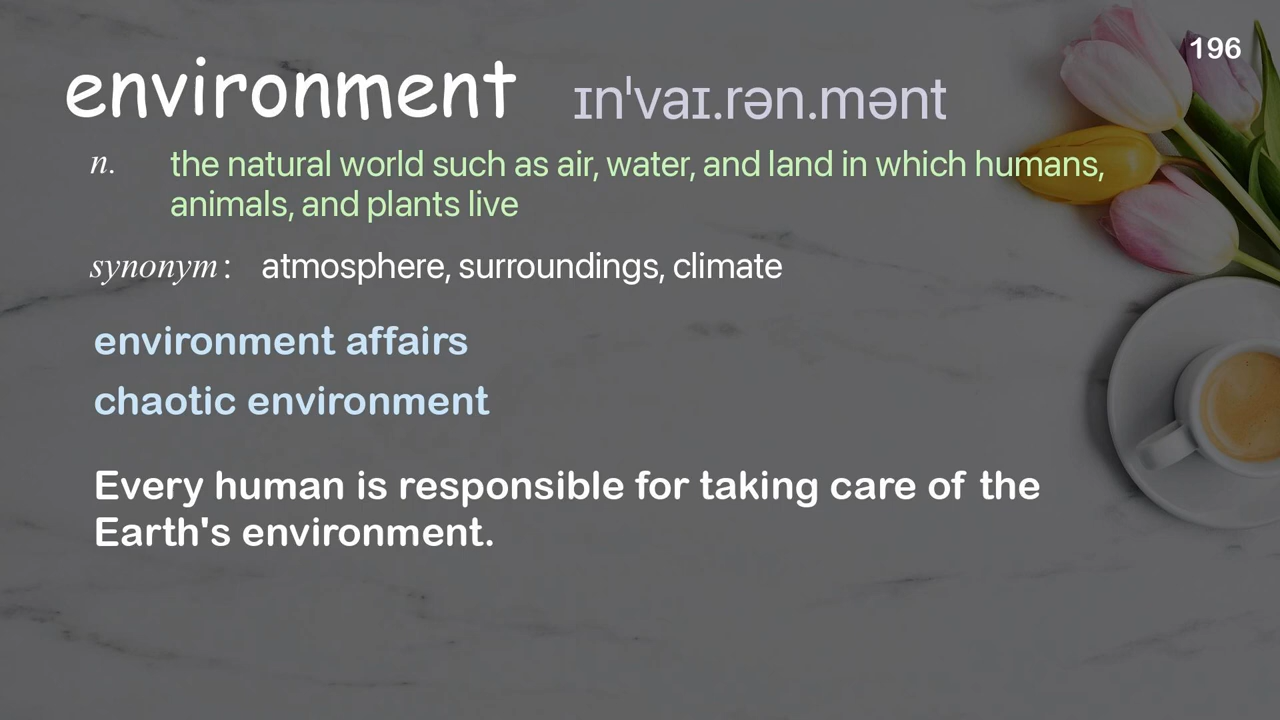 196
environment ɪnˈvaɪ.rən.mənt
n. the natural world such as air, water, and land in which humans,
animals, and plants live
synonym: atmosphere, surroundings, climate
environment affairs
chaotic environment
Every human is responsible for taking care of the
Earth's environment.